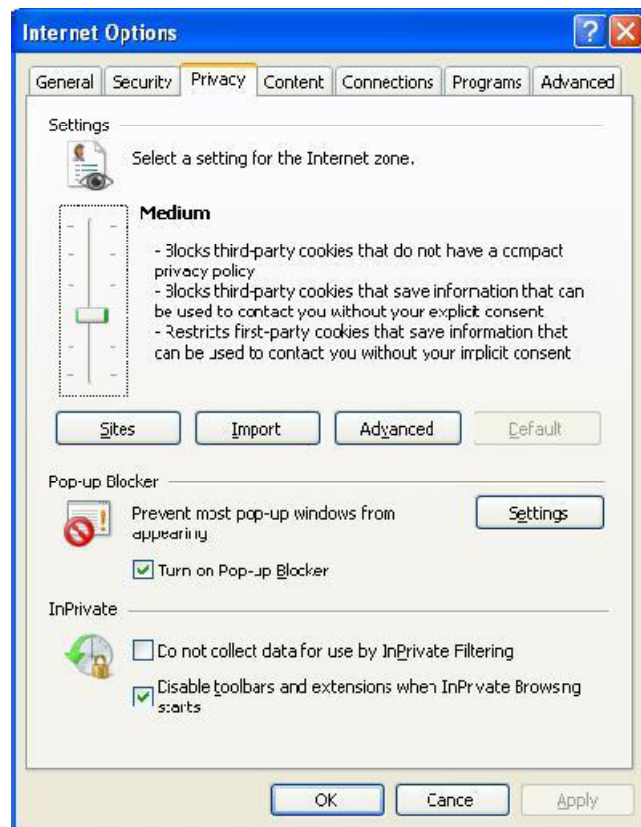 Internet Options
General Security Privacy Content Connections Programs Advanced
Settings
Select a setting for the Internet zone.
Medium
- Blocks third-party cookies that do not have a compact
privacy policy
- Blocks third-party cookies that save information that can
be used to contact you without your explicit consent
- Restricts first-party cookies that save information that
can be used to contact you without your implicit consent
Sites Import Advanced Default
Pop-up Blocker
Prevent most pop-up windows from
appearing
Settings
Turn on Pop-up Blocker
InPrivate
Do not collect data for use by InPrivate Filtering
Disable toolbars and extensions when InPrivate Browsing
starts
OK Cancel Apply